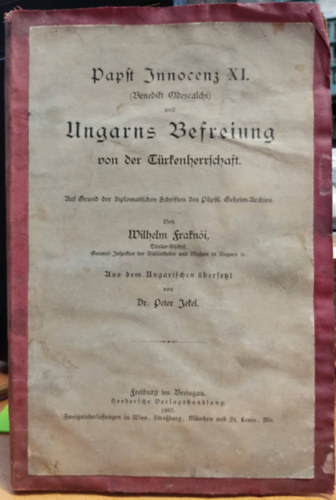 Papst Innocenz XI.
(Benedikt Odescalchi)
und
Ungarns Befreiung
von der Türkenherrschaft.
Auf Grund der diplomatischen Schriften des Päpstl. Geheim-Archivs
Von
Wilhelm Fraknói,
Titular-Bischof,
General-Inspektor der Bibliotheken und Museen in Ungarn
Aus dem Ungarischen übersetzt
von
Dr. Peter Jekel.
Freiburg im Breisgau.
Herdersche Verlagshandlung.
Zweigniederlassungen in Wien, Straßburg, München und St. Louis, Mo.